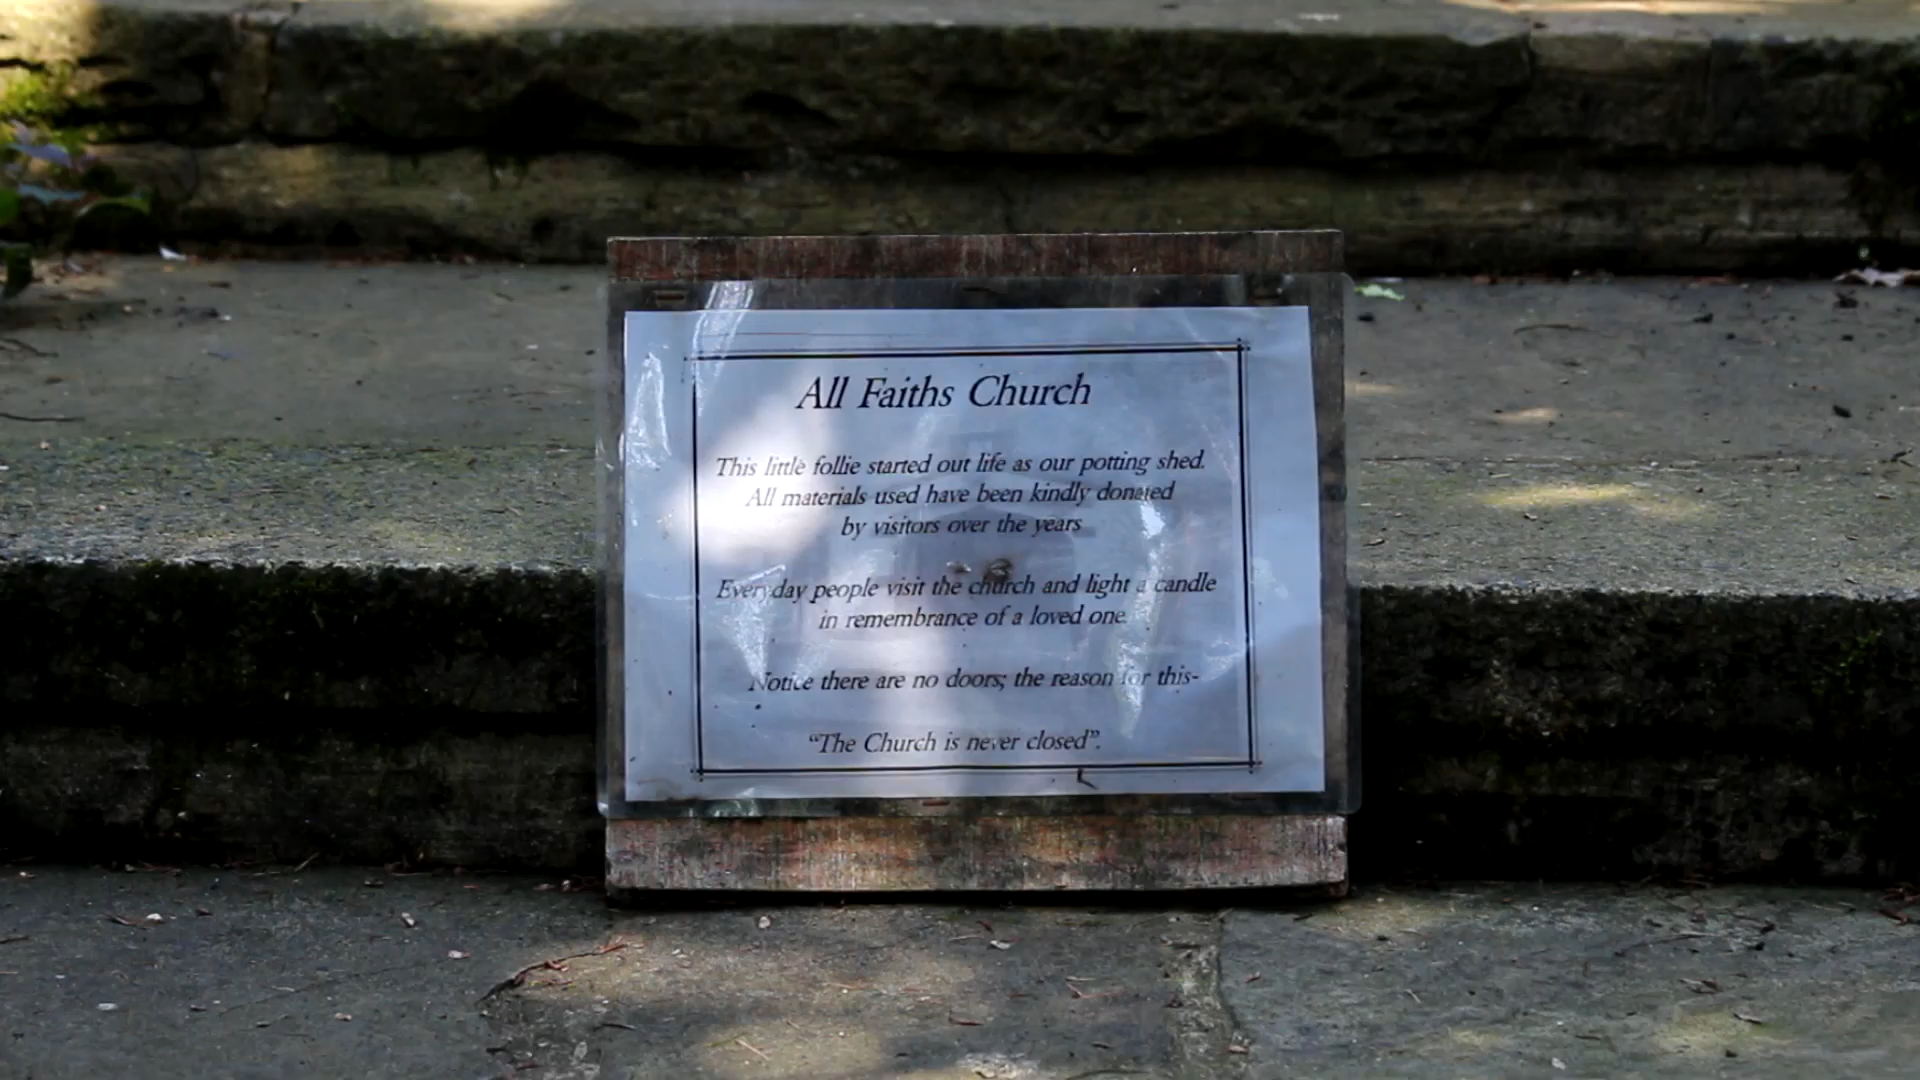 All Faiths Church
This little follie started out life as our potting shed.
All materials used have been kindly donated
by visitors over the years
Everyday people visit the church and light a candle
in remembrance of a loved one.
Notice there are no doors; the reason for this-
“The Church is never closed”.